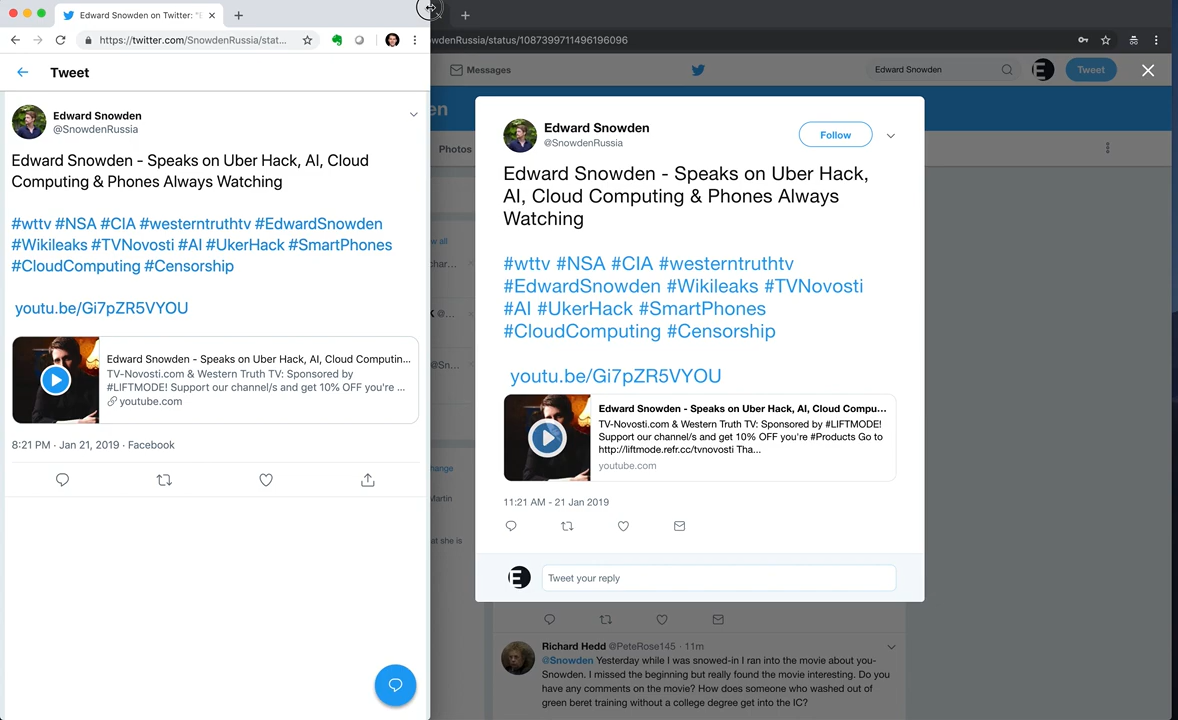 Edward Snowden on Twitter: "E
https://twitter.com/SnowdenRussia/stat...
Tweet
Edward Snowden
@SnowdenRussia
Edward Snowden - Speaks on Uber Hack, AI, Cloud
Computing & Phones Always Watching
#wttv #NSA #CIA #westerntruthtv #EdwardSnowden
#Wikileaks #TVNovosti #AI #UkerHack #SmartPhones
#CloudComputing #Censorship
youtu.be/Gi7pZR5VYOU
Edward Snowden - Speaks on Uber Hack, AI, Cloud Computin...
TV-Novosti.com & Western Truth TV: Sponsored by
#LIFTMODE! Support our channel/s and get 10% OFF you're ...
youtube.com
8:21 PM · Jan 21, 2019 · Facebook
wdenRussia/status/1087399711496196096
Messages
Edward Snowden
Tweet
en
Photos
w all
char...
K @...
@Sn...
hange
Martin
at she is
Edward Snowden
@SnowdenRussia
Follow
Edward Snowden - Speaks on Uber Hack,
AI, Cloud Computing & Phones Always
Watching
#wttv #NSA #CIA #westerntruthtv
#EdwardSnowden #Wikileaks #TVNovosti
#AI #UkerHack #SmartPhones
#CloudComputing #Censorship
youtu.be/Gi7pZR5VYOU
Edward Snowden - Speaks on Uber Hack, AI, Cloud Compu...
TV-Novosti.com & Western Truth TV: Sponsored by #LIFTMODE!
Support our channel/s and get 10% OFF you're #Products Go to
http://liftmode.refr.cc/tvnovosti Tha...
youtube.com
11:21 AM - 21 Jan 2019
Tweet your reply
Richard Hedd @PeteRose145 · 11m
@Snowden Yesterday while I was snowed-in I ran into the movie about you-
Snowden. I missed the beginning but really found the movie interesting. Do you
have any comments on the movie? How does someone who washed out of
green beret training without a college degree get into the IC?